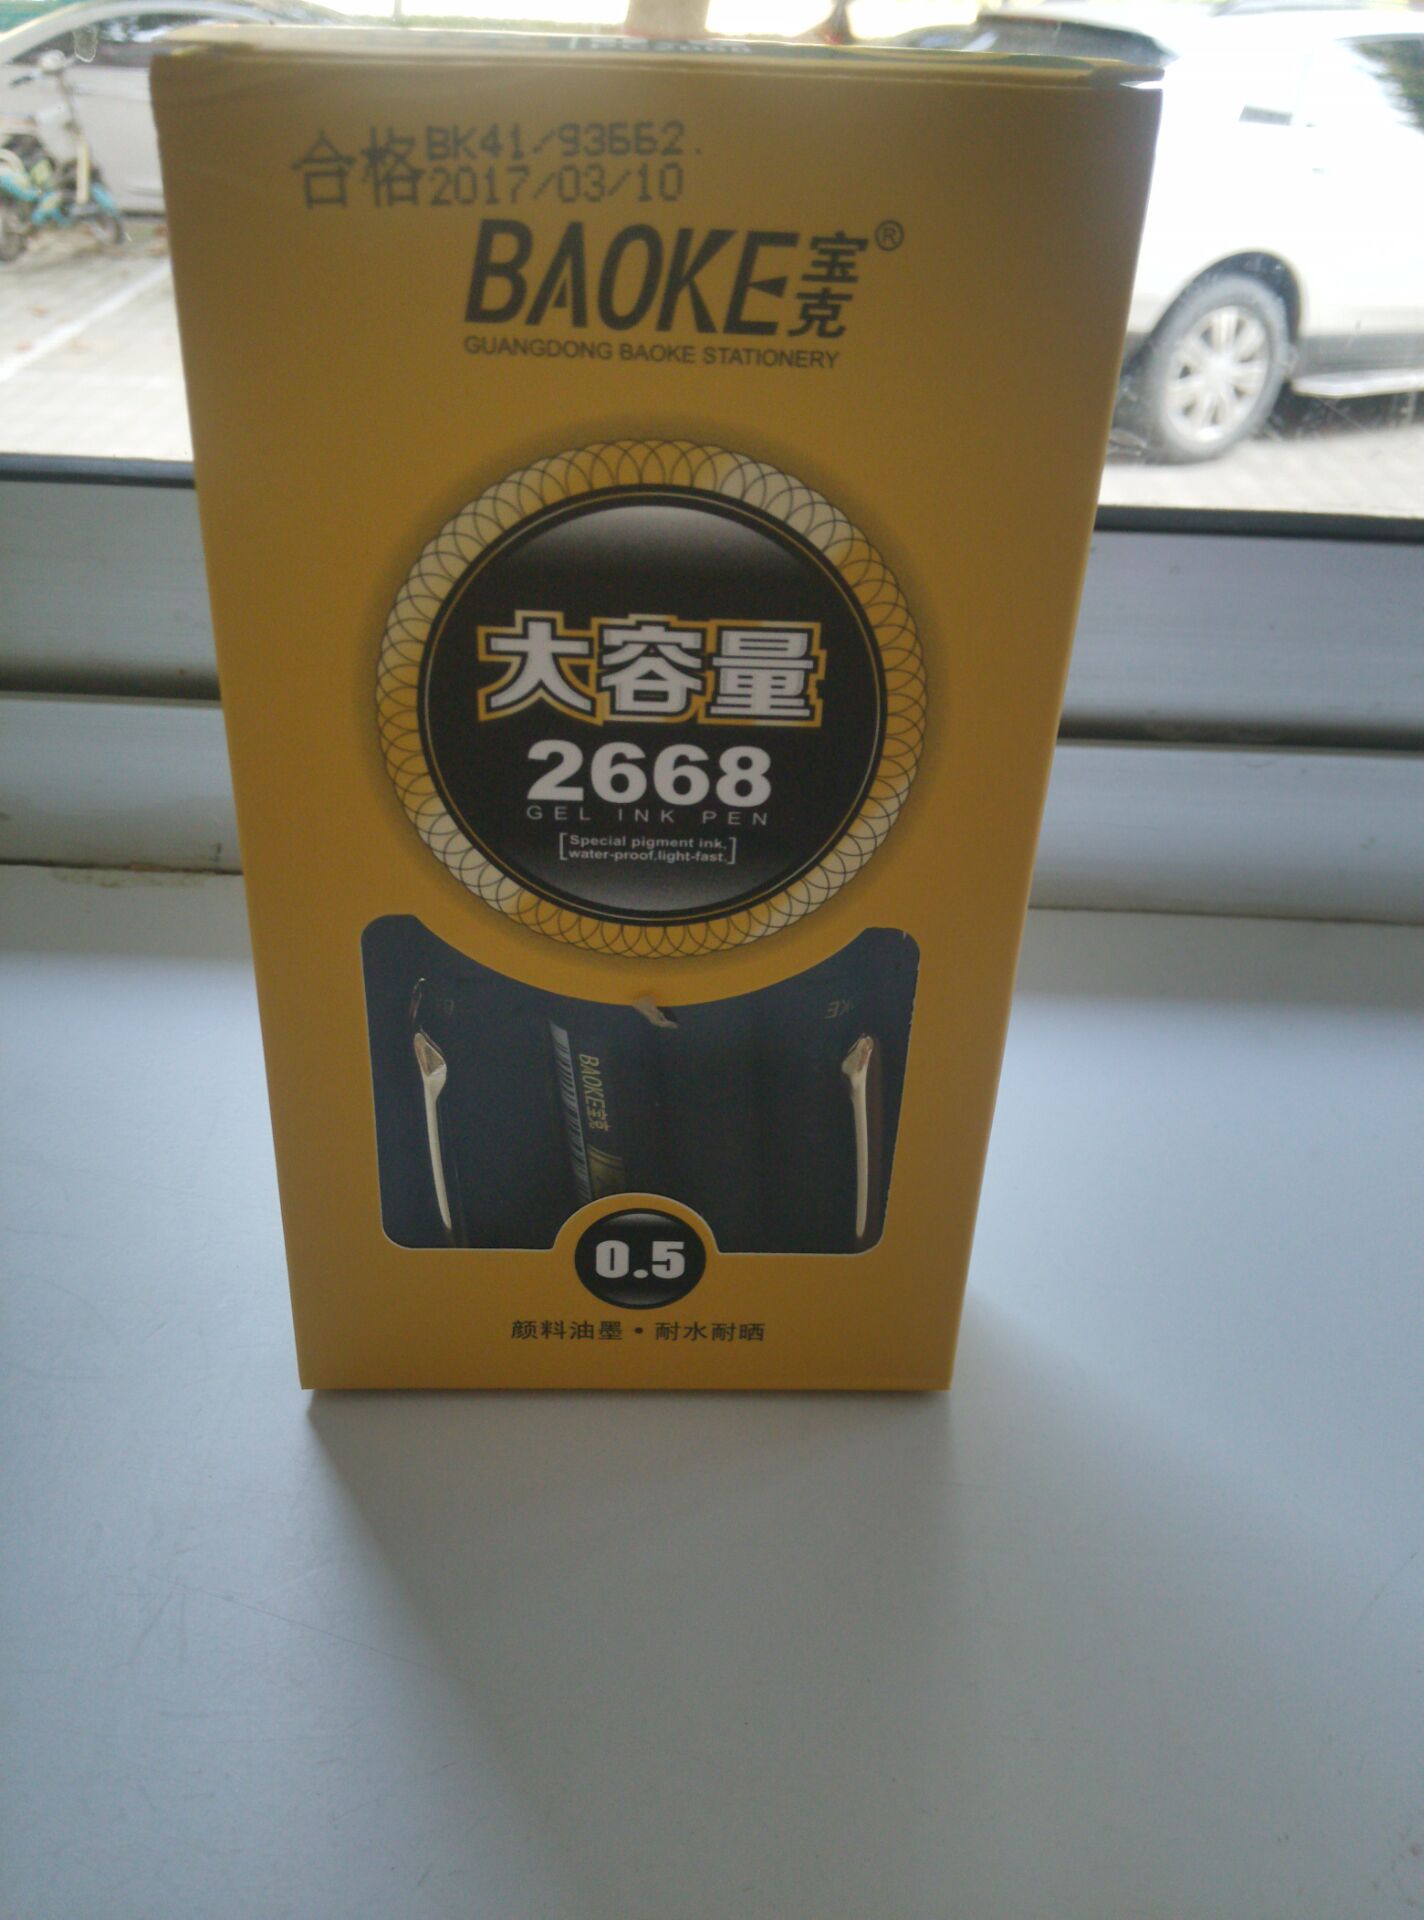 合格
BK41/93662.
2017/03/10
BAOKE宝克®
GUANGDONG BAOKE STATIONERY
大容量
2668
GEL INK PEN
[Special pigment ink,
water-proof.light-fast.]
BAOKE宝克
0.5
颜料油墨·耐水耐晒